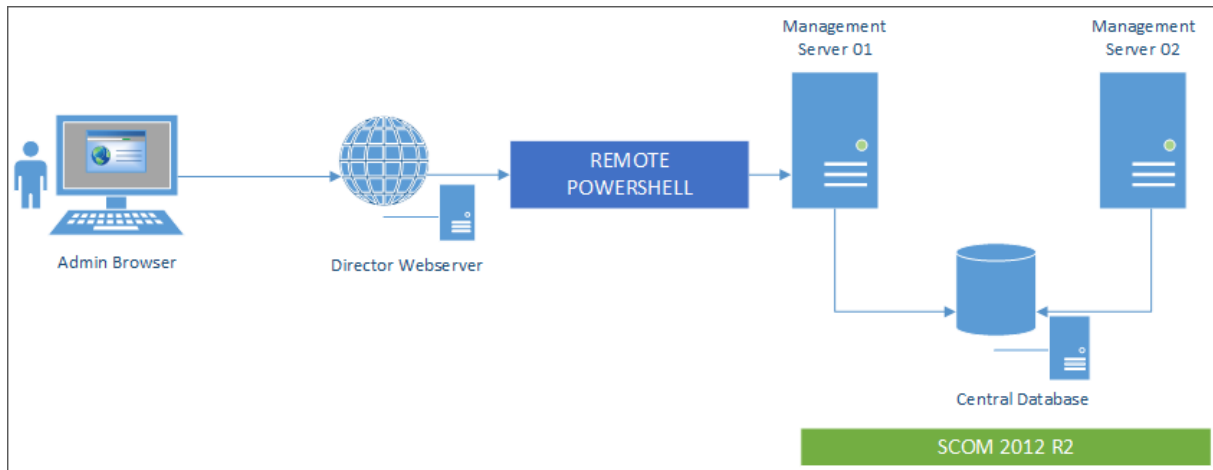 Management
Server 01
Management
Server 02
REMOTE
POWERSHELL
Admin Browser
Director Webserver
Central Database
SCOM 2012 R2